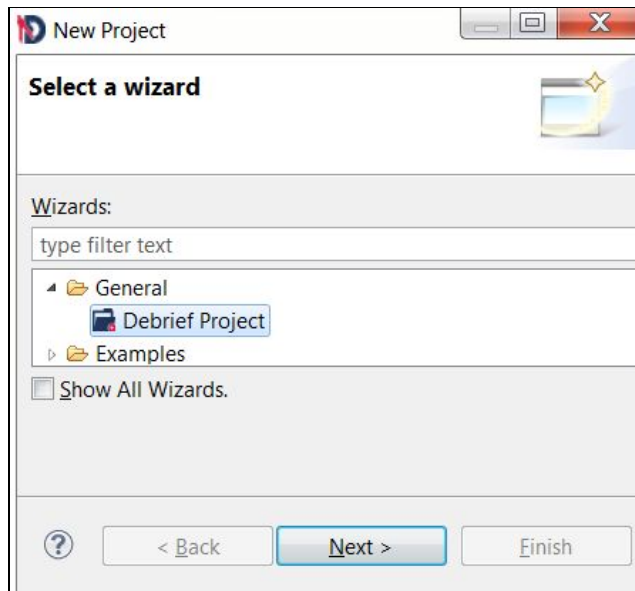 New Project
Select a wizard
Wizards:
type filter text
General
Debrief Project
Examples
Show All Wizards.
? < Back Next > Finish